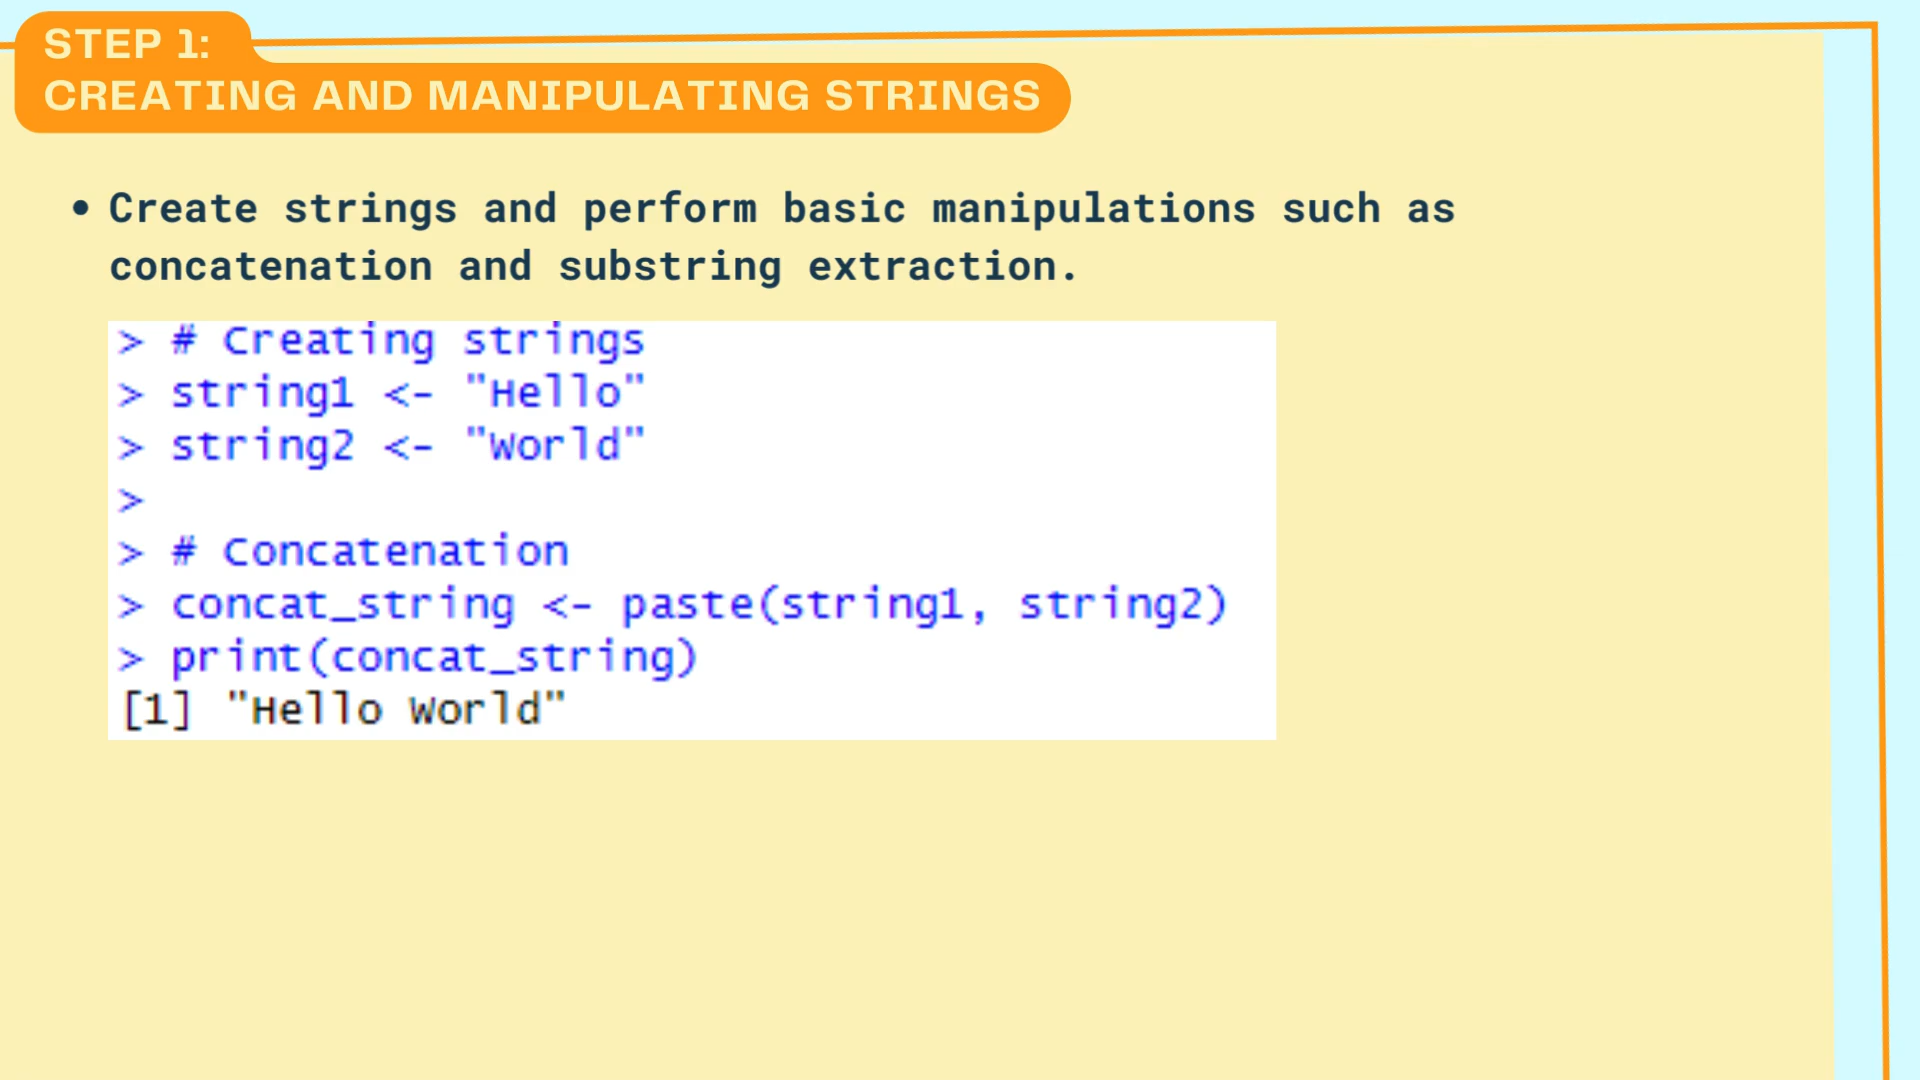 STEP 1:
CREATING AND MANIPULATING STRINGS
• Create strings and perform basic manipulations such as
concatenation and substring extraction.
> # Creating strings
> string1 <- "Hello"
> string2 <- "World"
>
> # Concatenation
> concat_string <- paste(string1, string2)
> print(concat_string)
[1] "Hello World"